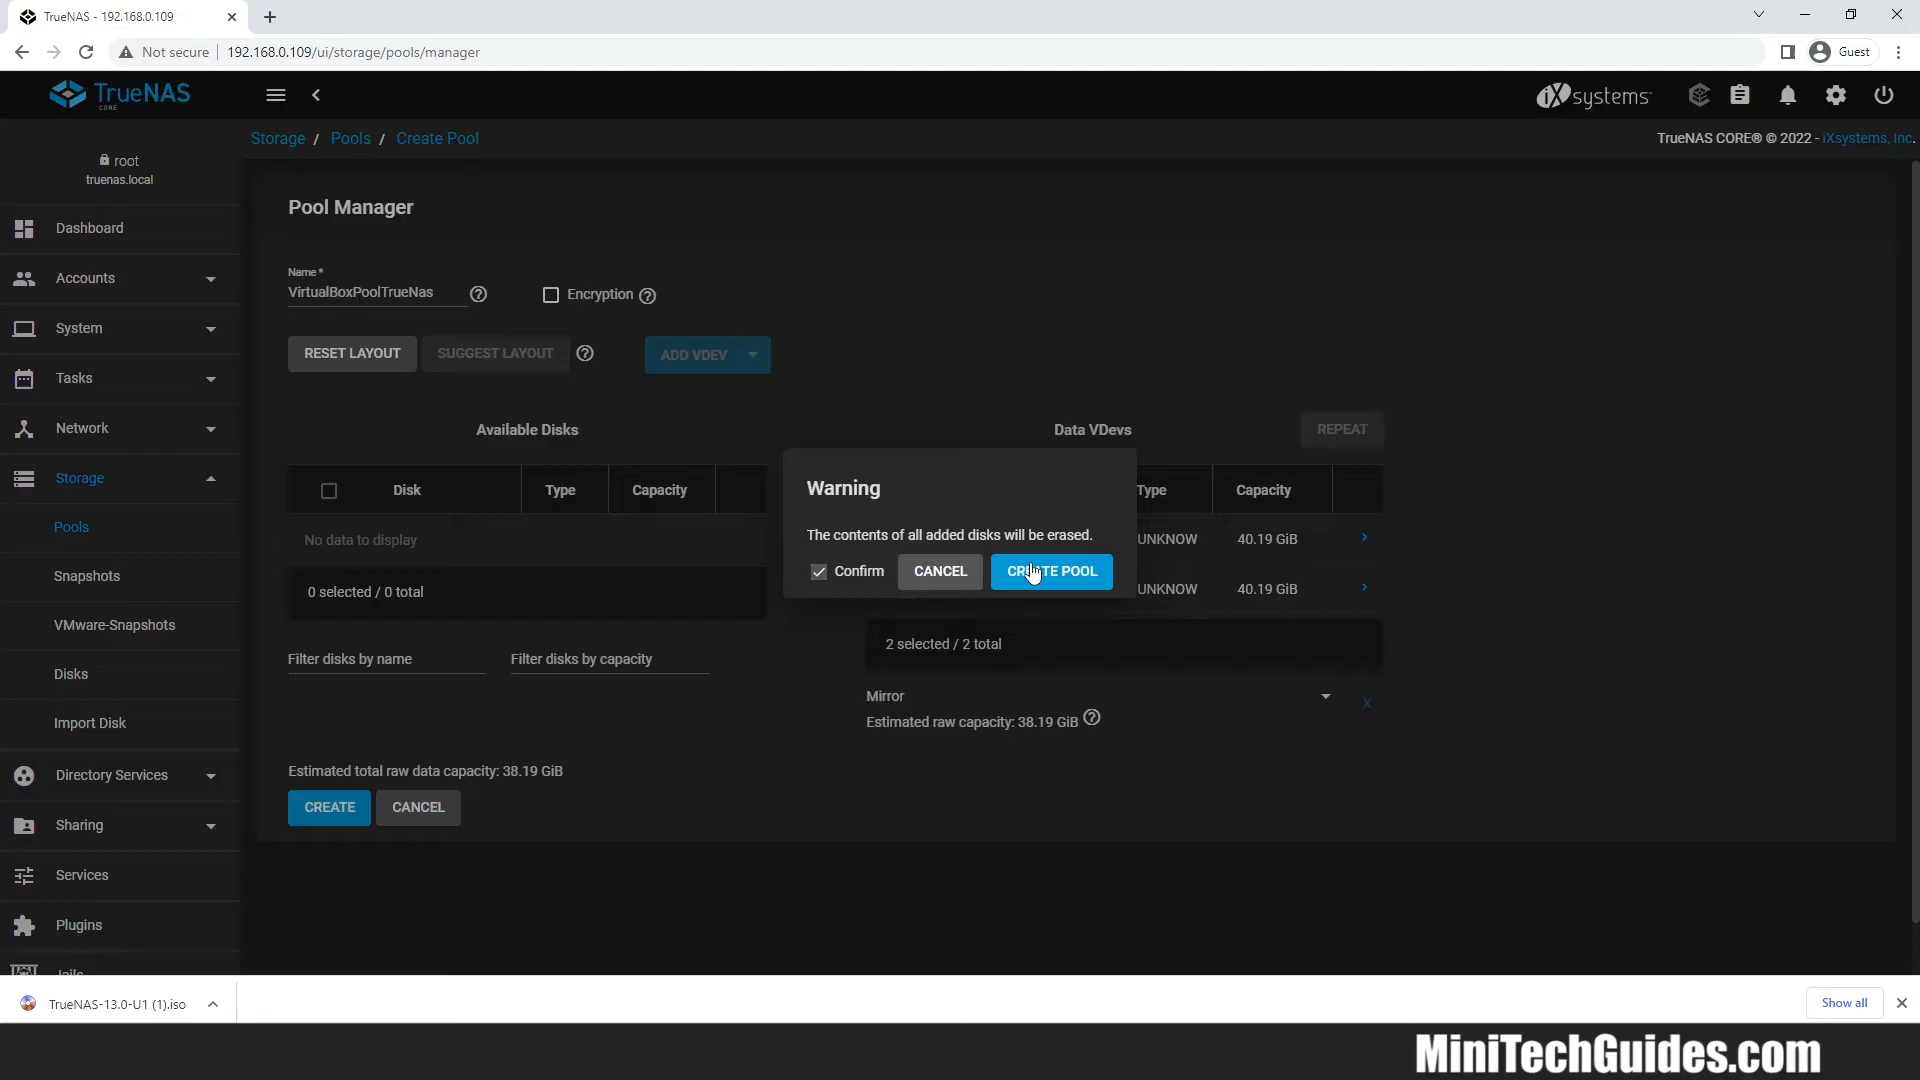 TrueNAS - 192.168.0.109
Not secure
192.168.0.109/ui/storage/pools/manager
Guest
TrueNAS
CORE
iXsystems
Storage / Pools / Create Pool
TrueNAS CORE® © 2022 - iXsystems, Inc.
root
truenas.local
Dashboard
Accounts
System
Tasks
Network
Storage
Pools
Snapshots
VMware-Snapshots
Disks
Import Disk
Directory Services
Sharing
Services
Plugins
Jails
Pool Manager
Name *
VirtualBoxPoolTrueNas
Encryption
RESET LAYOUT
SUGGEST LAYOUT
ADD VDEV
Available Disks
Disk Type Capacity
No data to display
0 selected / 0 total
Filter disks by name
Filter disks by capacity
Data VDevs
REPEAT
Type Capacity
UNKNOW 40.19 GiB
UNKNOW 40.19 GiB
2 selected / 2 total
Mirror
X
Estimated raw capacity: 38.19 GiB
Warning
The contents of all added disks will be erased.
Confirm
CANCEL
CREATE POOL
Estimated total raw data capacity: 38.19 GiB
CREATE
CANCEL
TrueNAS-13.0-U1 (1).iso
Show all
MiniTechGuides.com